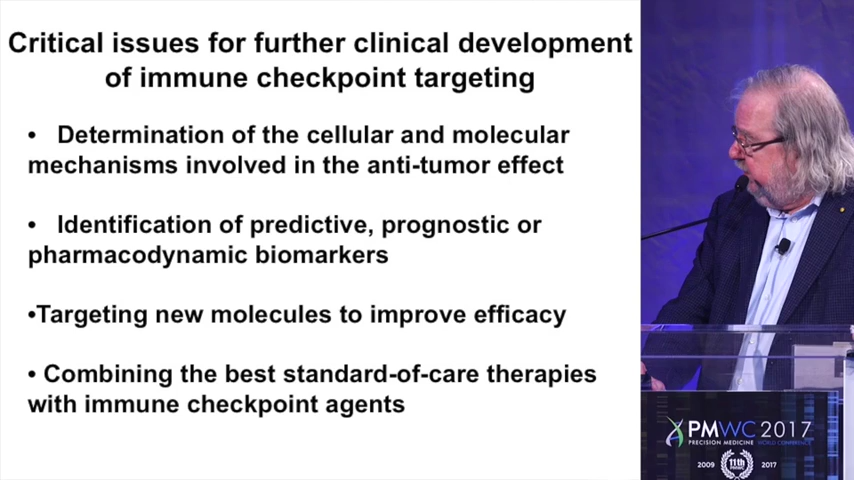 Critical issues for further clinical development
of immune checkpoint targeting
• Determination of the cellular and molecular
mechanisms involved in the anti-tumor effect
• Identification of predictive, prognostic or
pharmacodynamic biomarkers
•Targeting new molecules to improve efficacy
• Combining the best standard-of-care therapies
with immune checkpoint agents
PMWC 2017
PRECISION MEDICINE WORLD CONFERENCE
2009 11th 2017